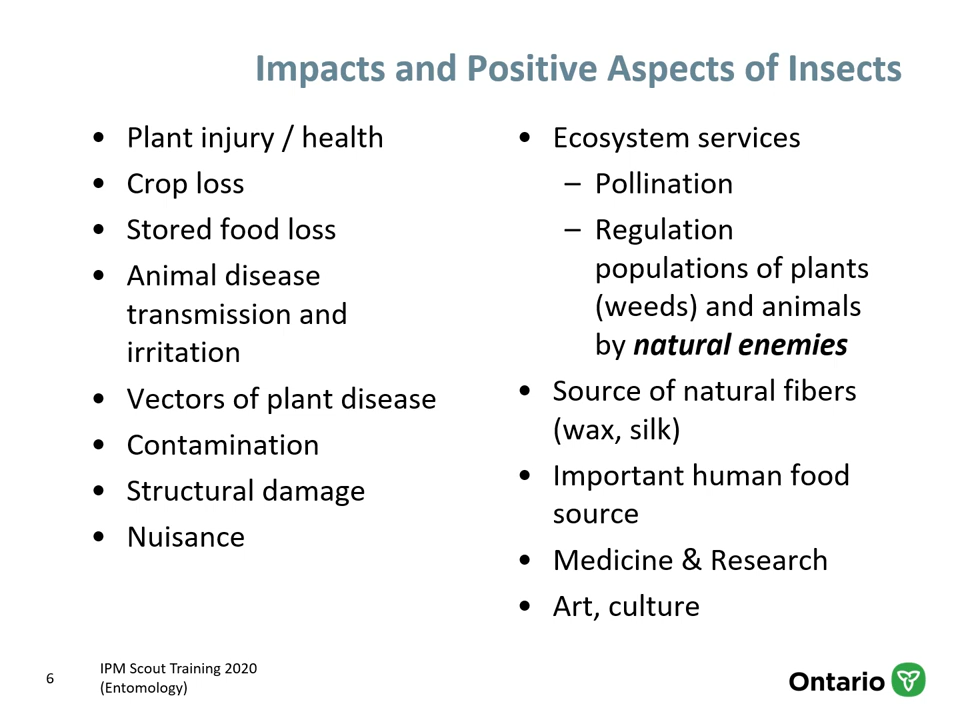 Impacts and Positive Aspects of Insects
• Plant injury / health
• Crop loss
• Stored food loss
• Animal disease
transmission and
irritation
• Vectors of plant disease
• Contamination
• Structural damage
• Nuisance
• Ecosystem services
– Pollination
– Regulation
populations of plants
(weeds) and animals
by natural enemies
• Source of natural fibers
(wax, silk)
• Important human food
source
• Medicine & Research
• Art, culture
6
IPM Scout Training 2020
(Entomology)
Ontario